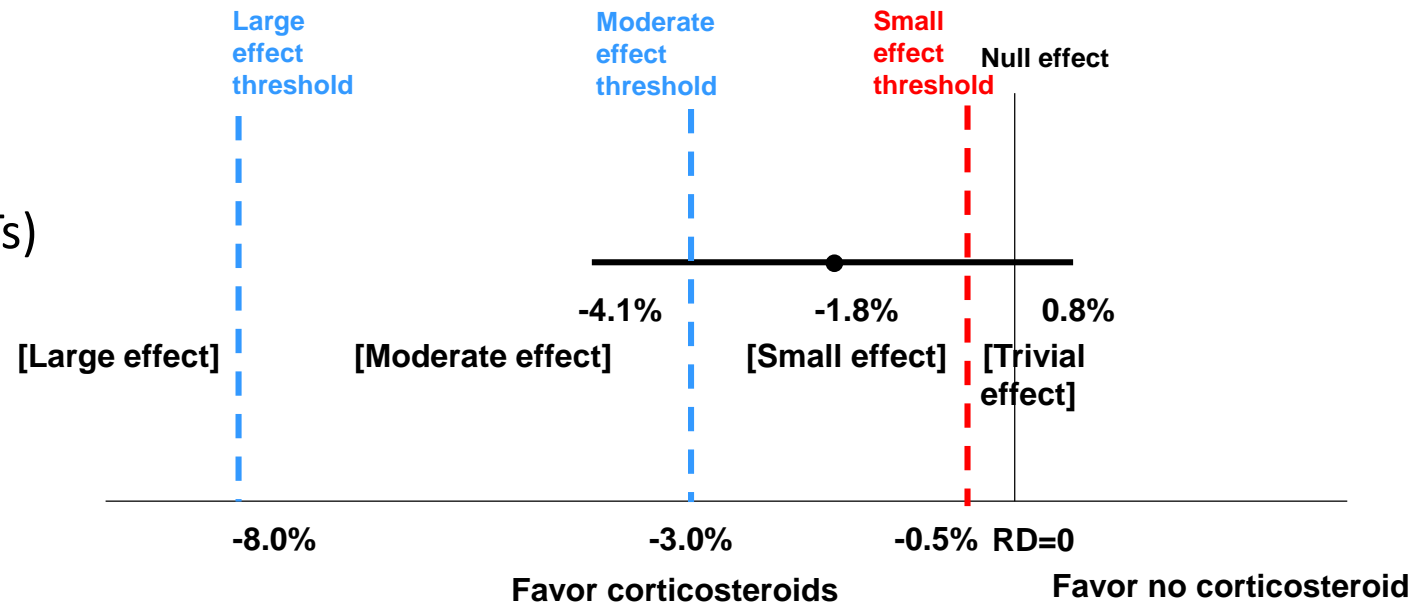 Large
effect
threshold
Moderate
effect
threshold
Small
effect
threshold
Null effect
s)
-4.1%
-1.8%
0.8%
[Large effect]
[Moderate effect]
[Small effect]
[Trivial
effect]
-8.0%
-3.0%
-0.5%
RD=0
Favor corticosteroids
Favor no corticosteroid